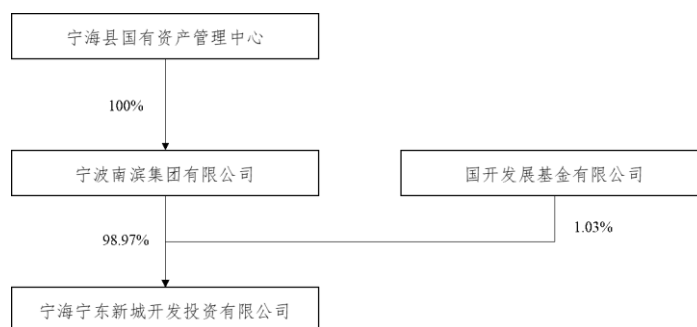 宁海县国有资产管理中心
100%
宁波南滨集团有限公司
国开发展基金有限公司
98.97%
1.03%
宁海宁东新城开发投资有限公司